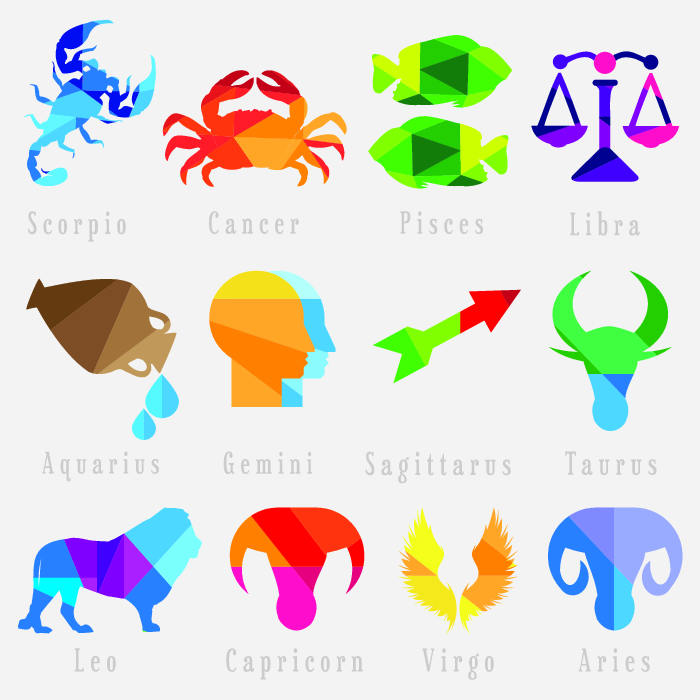 Scorpio Cancer Pisces Libra
Aquarius Gemini Sagittarus Taurus
Leo Capricorn Virgo Aries